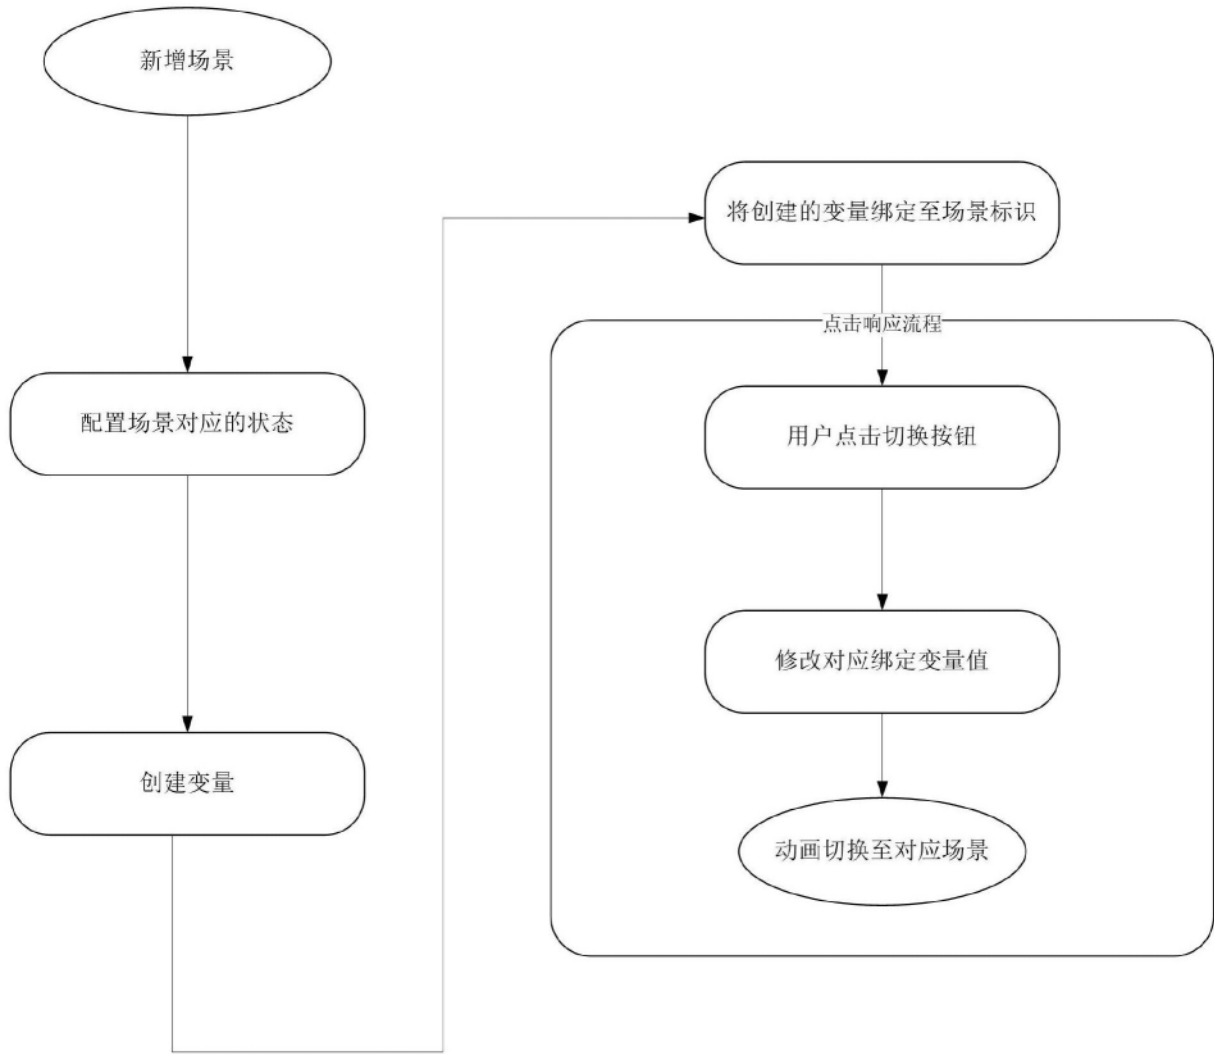 新增场景
配置场景对应的状态
创建变量
将创建的变量绑定至场景标识
点击响应流程
用户点击切换按钮
修改对应绑定变量值
动画切换至对应场景